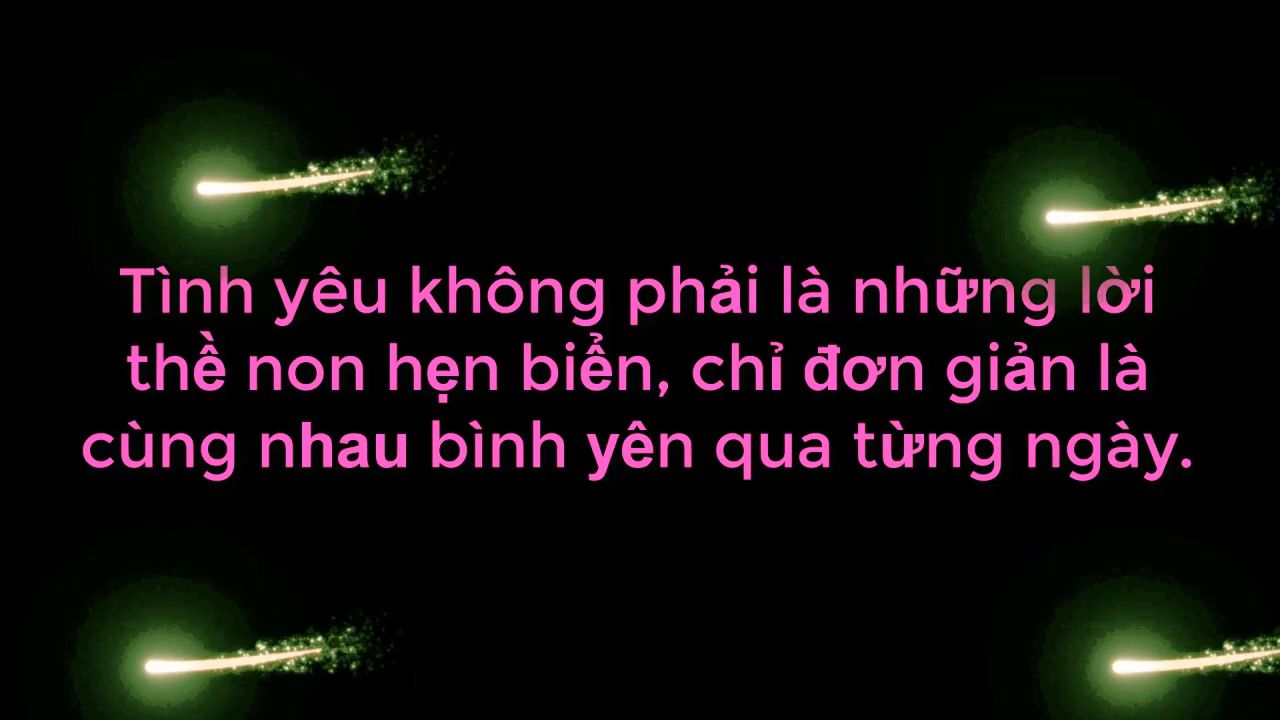 Tình yêu không phải là những lời
thề non hẹn biển, chỉ đơn giản là
cùng nhau bình yên qua từng ngày.